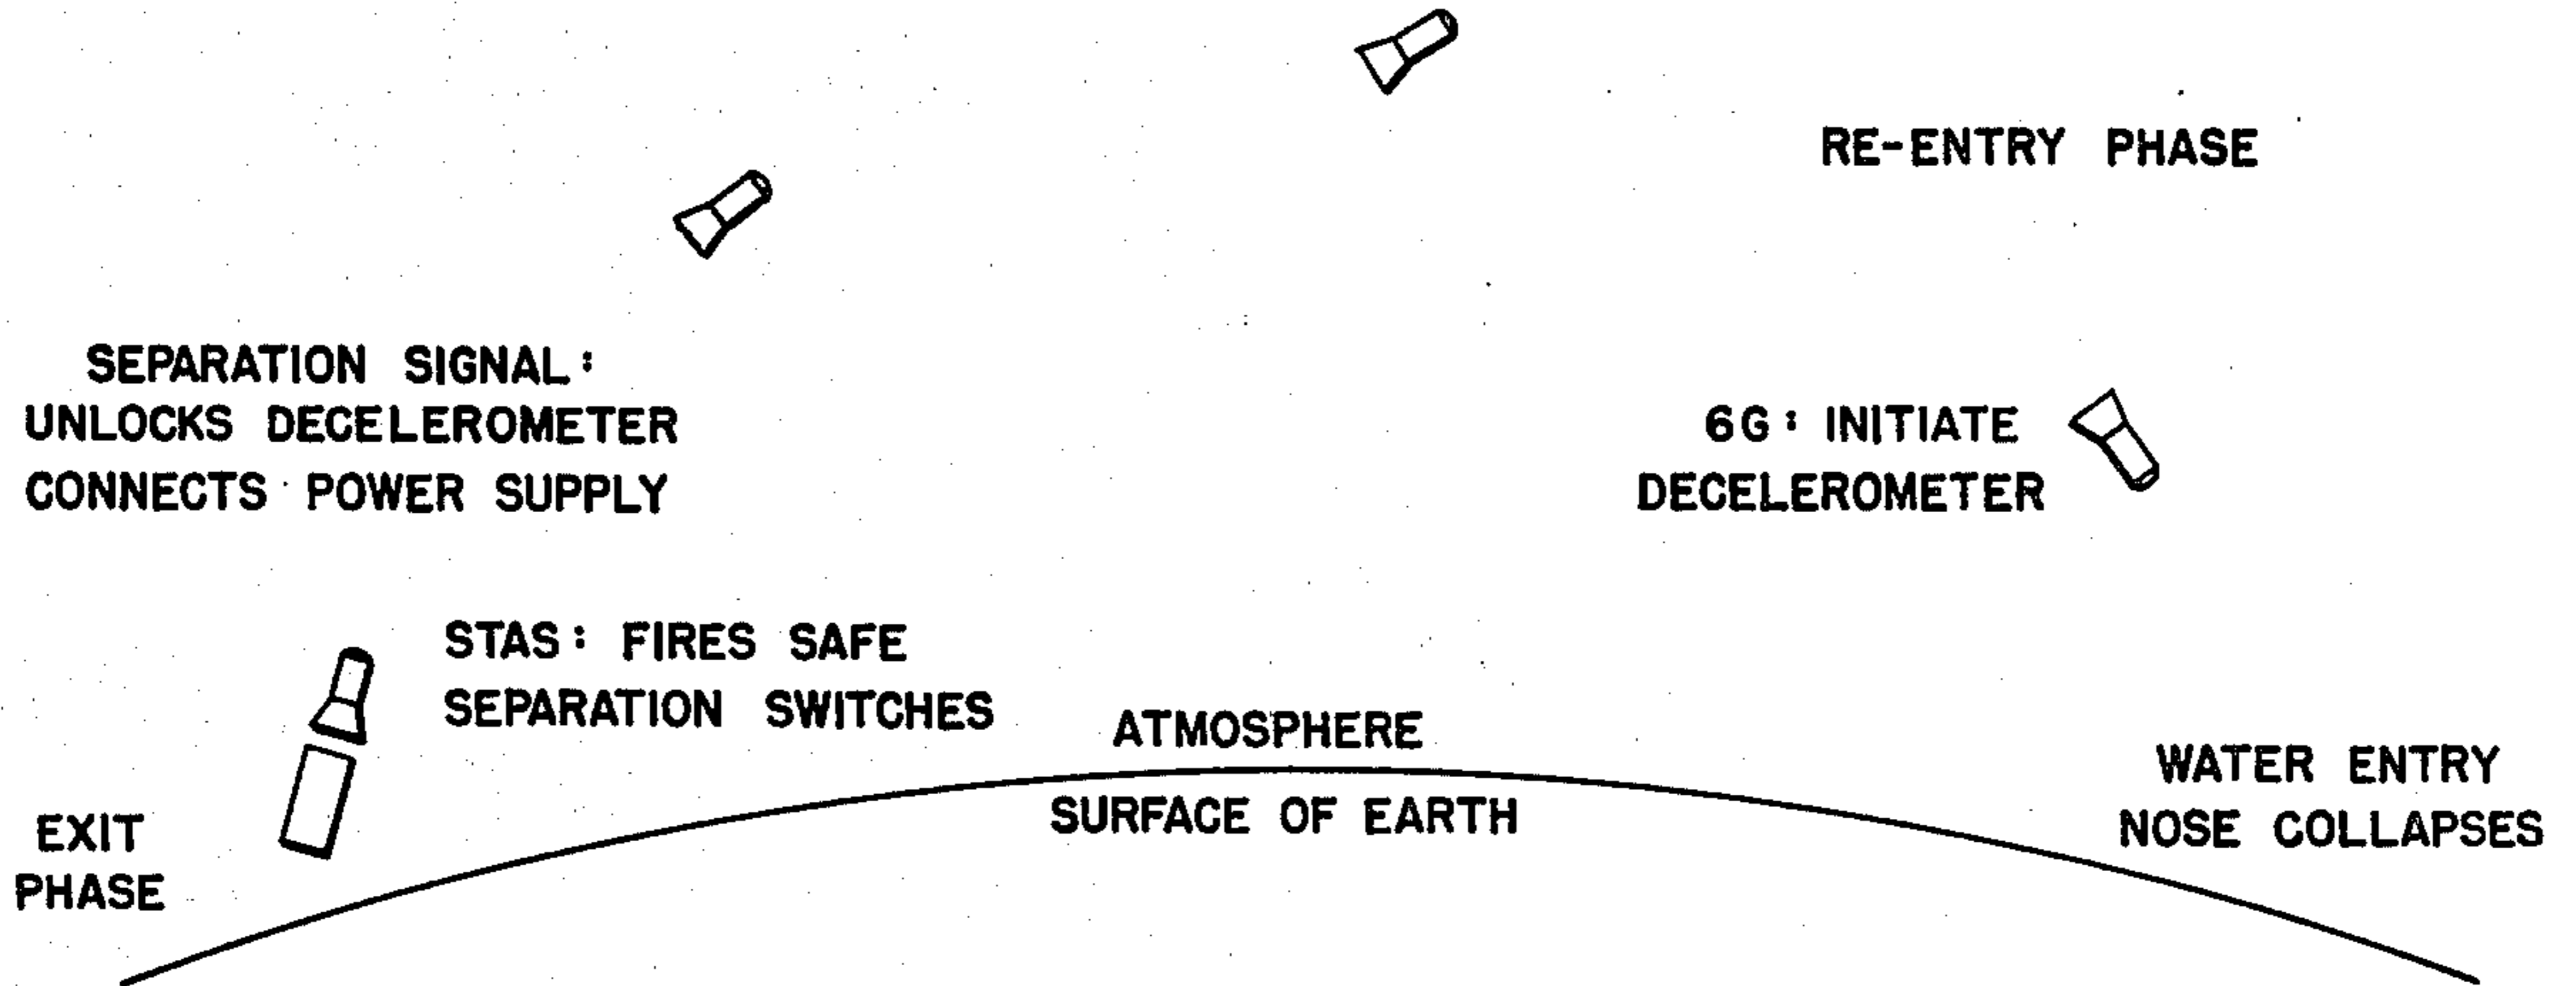 RE-ENTRY PHASE
SEPARATION SIGNAL:
UNLOCKS DECELEROMETER
CONNECTS POWER SUPPLY
6G: INITIATE
DECELEROMETER
STAS: FIRES SAFE
SEPARATION SWITCHES
ATMOSPHERE
SURFACE OF EARTH
EXIT
PHASE
WATER ENTRY
NOSE COLLAPSES